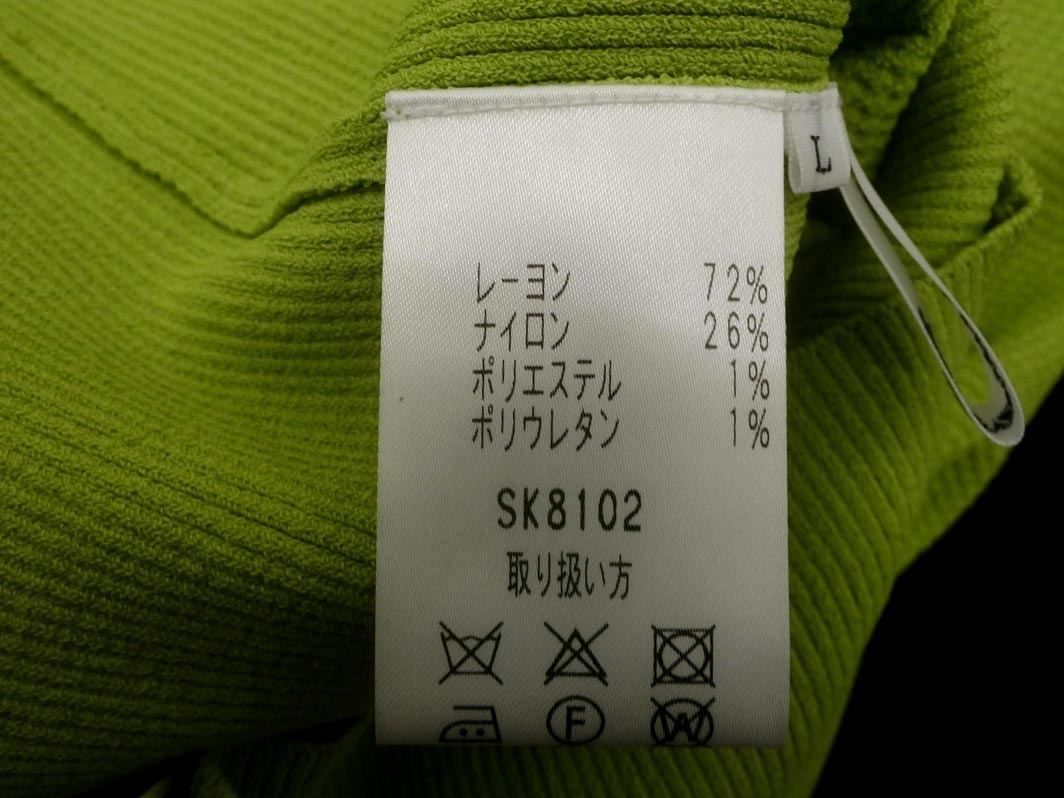 L
レーヨン 72%
ナイロン 26%
ポリエステル 1%
ポリウレタン 1%
SK8102
取り扱い方
F
W